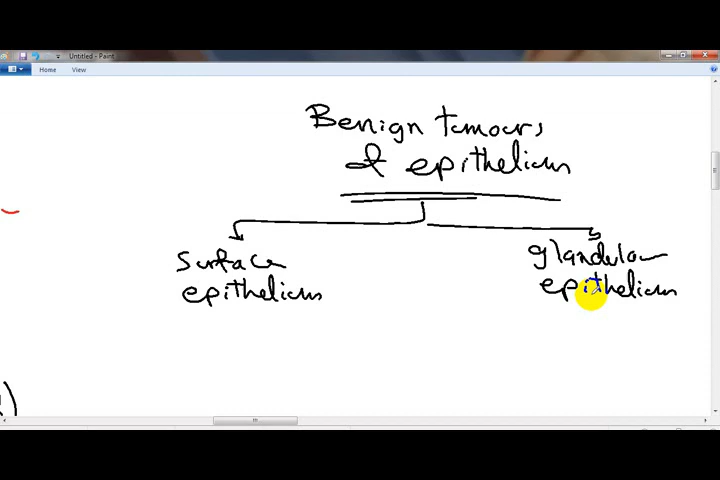 Untitled - Paint
Home View
Benign tumours
of epithelium
surface
epithelium
glandular
epithelium